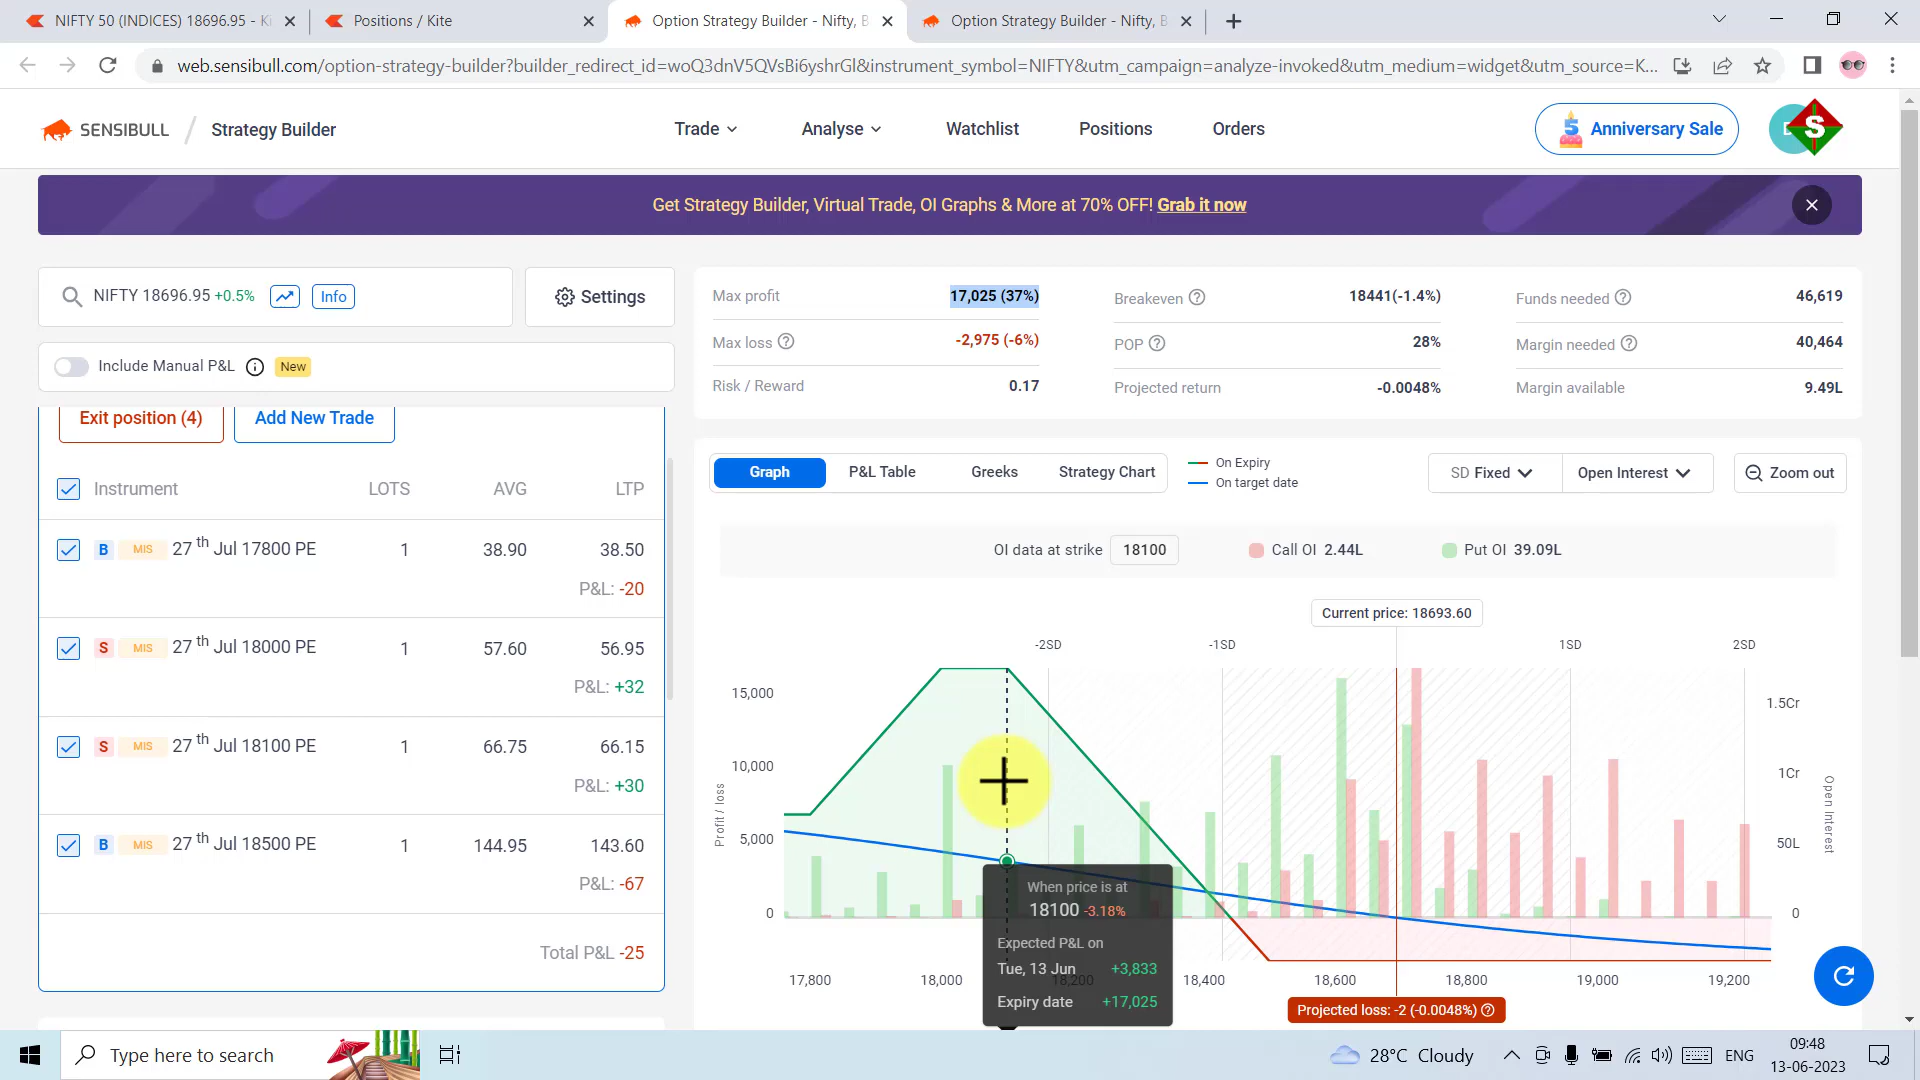 NIFTY 50 (INDICES) 18696.95 - Ki
Positions / Kite
Option Strategy Builder - Nifty, B
Option Strategy Builder - Nifty, B
web.sensibull.com/option-strategy-builder?builder_redirect_id=woQ3dnV5QVsBi6yshrGl&instrument_symbol=NIFTY&utm_campaign=analyze-invoked&utm_medium=widget&utm_source=K...
SENSIBULL / Strategy Builder
Trade
Analyse
Watchlist
Positions
Orders
5 Anniversary Sale
S
Get Strategy Builder, Virtual Trade, OI Graphs & More at 70% OFF! Grab it now
NIFTY 18696.95 +0.5%
Info
Settings
Include Manual P&L
New
Exit position (4)
Add New Trade
Instrument LOTS AVG LTP
B MIS 27 th Jul 17800 PE 1 38.90 38.50
P&L: -20
S MIS 27 th Jul 18000 PE 1 57.60 56.95
P&L: +32
S MIS 27 th Jul 18100 PE 1 66.75 66.15
P&L: +30
B MIS 27 th Jul 18500 PE 1 144.95 143.60
P&L: -67
Total P&L -25
Max profit 17,025 (37%)
Max loss -2,975 (-6%)
Risk / Reward 0.17
Breakeven 18441(-1.4%)
POP 28%
Projected return -0.0048%
Funds needed 46,619
Margin needed 40,464
Margin available 9.49L
Graph
P&L Table
Greeks
Strategy Chart
On Expiry
On target date
SD Fixed
Open Interest
Zoom out
OI data at strike 18100 Call OI 2.44L Put OI 39.09L
Current price: 18693.60
-2SD -1SD 1SD 2SD
15,000
10,000
5,000
0
Profit / loss
1.5Cr
1Cr
50L
0
Open Interest
When price is at
18100 -3.18%
Expected P&L on
Tue, 13 Jun +3,833
Expiry date +17,025
17,800 18,000 18,200 18,400 18,600 18,800 19,000 19,200
Projected loss: -2 (-0.0048%)
Type here to search
28°C Cloudy
ENG
09:48
13-06-2023